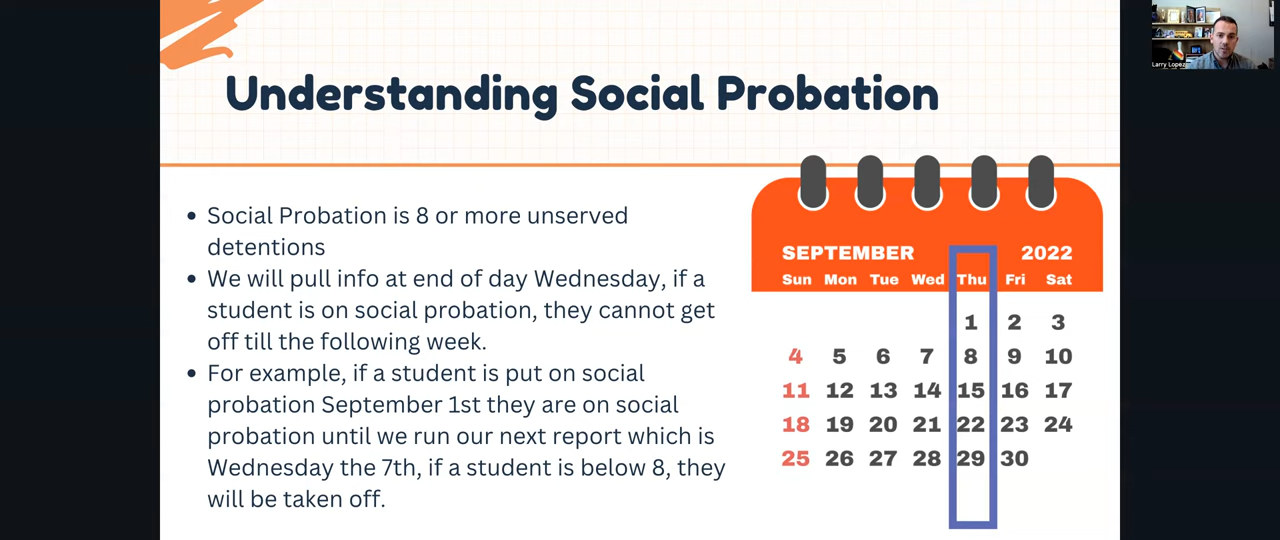 Understanding Social Probation
Larry Lopez
• Social Probation is 8 or more unserved
detentions
• We will pull info at end of day Wednesday, if a
student is on social probation, they cannot get
off till the following week.
• For example, if a student is put on social
probation September 1st they are on social
probation until we run our next report which is
Wednesday the 7th, if a student is below 8, they
will be taken off.
SEPTEMBER 2022
Sun Mon Tue Wed Thu Fri Sat
1 2 3
4 5 6 7 8 9 10
11 12 13 14 15 16 17
18 19 20 21 22 23 24
25 26 27 28 29 30